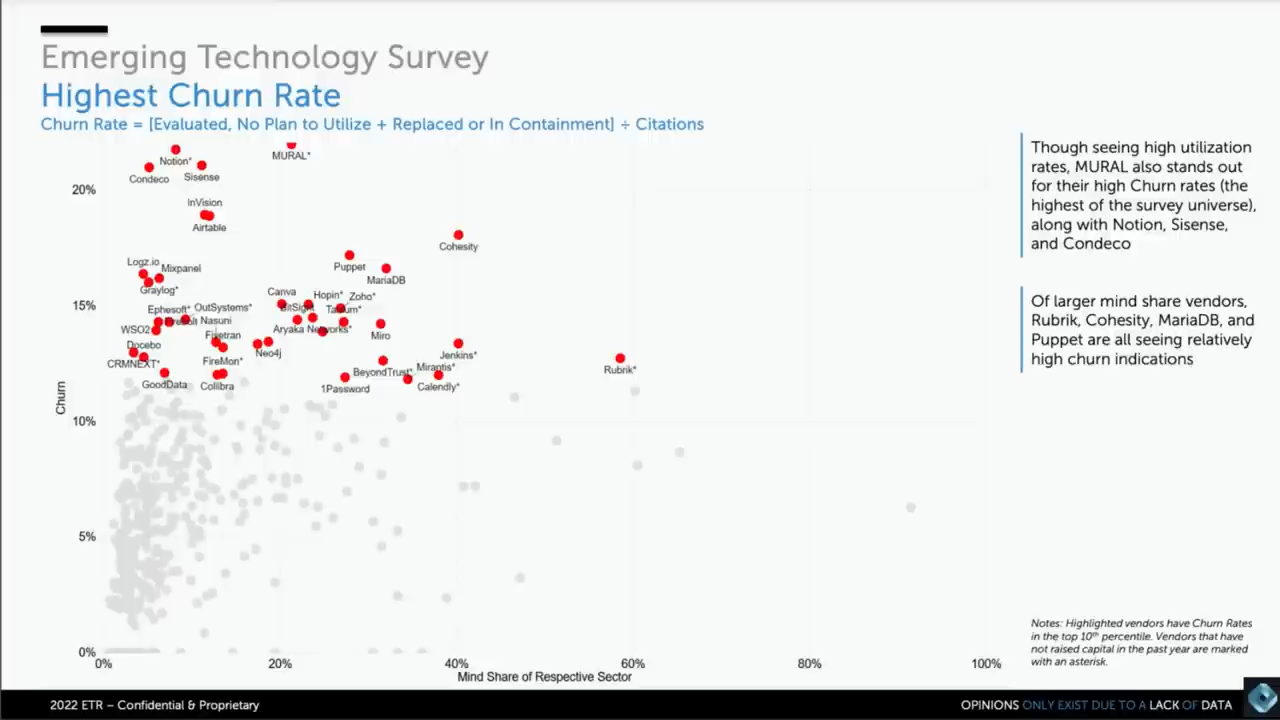 Emerging Technology Survey
Highest Churn Rate
Churn Rate = [Evaluated, No Plan to Utilize + Replaced or In Containment] ÷ Citations
MURAL*
Notion*
Condeco
Sisense
20%
InVision
Airtable
Cohesity
Logz.io
Mixpanel
Puppet
MariaDB
Graylog*
Canva
Hopin*
Zoho*
15%
Ephesoft*
OutSystems*
BitSight
Tanium*
WSO2
Nasuni
Aryaka Networks*
Miro
Fivetran
Docebo
Neo4j
Jenkins*
CRMNEXT*
FireMon*
BeyondTrust*
Mirantis*
Rubrik*
GoodData
Collibra
1Password
Calendly*
Churn
10%
5%
0%
0%
20%
40%
60%
80%
100%
Mind Share of Respective Sector
Though seeing high utilization
rates, MURAL also stands out
for their high Churn rates (the
highest of the survey universe),
along with Notion, Sisense,
and Condeco
Of larger mind share vendors,
Rubrik, Cohesity, MariaDB, and
Puppet are all seeing relatively
high churn indications
Notes: Highlighted vendors have Churn Rates
in the top 10th percentile. Vendors that have
not raised capital in the past year are marked
with an asterisk.
2022 ETR – Confidential & Proprietary
OPINIONS ONLY EXIST DUE TO A LACK OF DATA